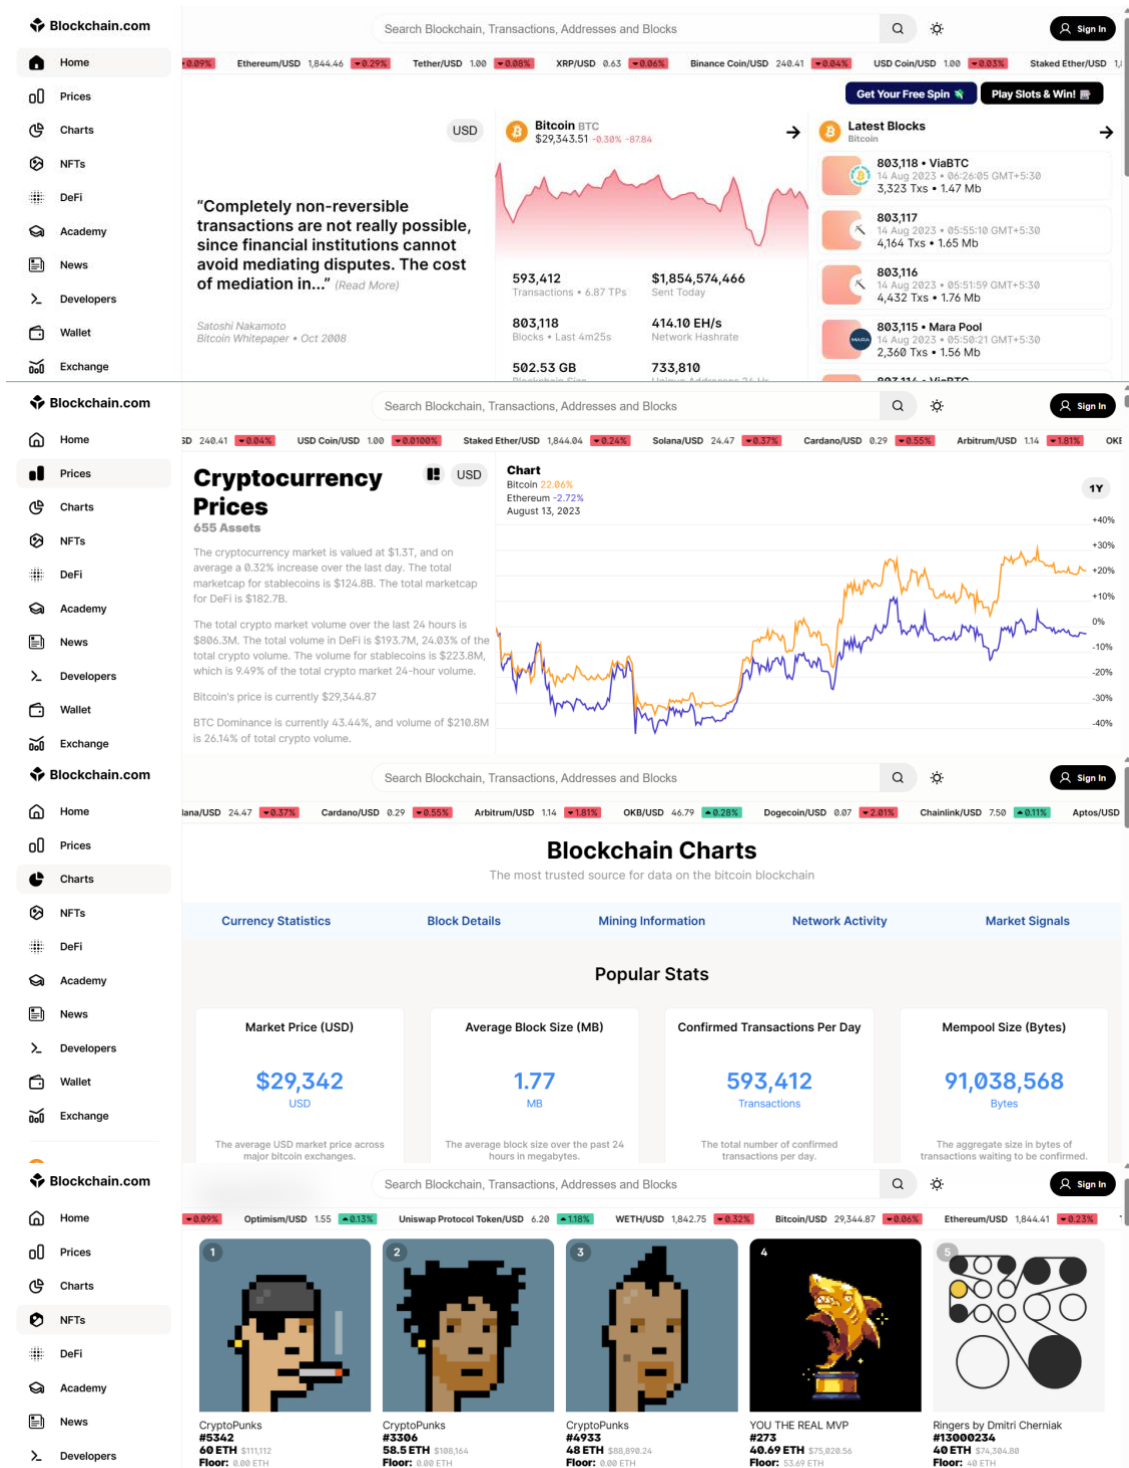 Blockchain.com
Search Blockchain, Transactions, Addresses and Blocks
Sign In
0.09% Ethereum/USD 1,844.46 0.29% Tether/USD 1.00 0.08% XRP/USD 0.63 0.06% Binance Coin/USD 240.41 0.04% USD Coin/USD 1.00 0.03% Staked Ether/USD
Home
Prices
Charts
NFTs
DeFi
Academy
News
Developers
Wallet
Exchange
Get Your Free Spin
Play Slots & Win!
USD
“Completely non-reversible
transactions are not really possible,
since financial institutions cannot
avoid mediating disputes. The cost
of mediation in...” (Read More)
Satoshi Nakamoto
Bitcoin Whitepaper • Oct 2008
Bitcoin BTC
$29,343.51 -0.30% -87.84
593,412
Transactions • 6.87 TPs
$1,854,574,466
Sent Today
803,118
Blocks • Last 4m25s
414.10 EH/s
Network Hashrate
502.53 GB
Blockchain Size
733,810
Unique Addresses 24 Hr
Latest Blocks
Bitcoin
803,118 • ViaBTC
14 Aug 2023 • 06:26:05 GMT+5:30
3,323 Txs • 1.47 Mb
803,117
14 Aug 2023 • 05:55:10 GMT+5:30
4,164 Txs • 1.65 Mb
803,116
14 Aug 2023 • 05:51:59 GMT+5:30
4,432 Txs • 1.76 Mb
803,115 • Mara Pool
14 Aug 2023 • 05:50:21 GMT+5:30
2,360 Txs • 1.56 Mb
803,114 • ViaBTC
Blockchain.com
Search Blockchain, Transactions, Addresses and Blocks
Sign In
SD 240.41 0.04% USD Coin/USD 1.00 0.0100% Staked Ether/USD 1,844.04 0.24% Solana/USD 24.47 0.37% Cardano/USD 0.29 0.55% Arbitrum/USD 1.14 1.81%
Home
Prices
Charts
NFTs
DeFi
Academy
News
Developers
Wallet
Exchange
Cryptocurrency
Prices
USD
655 Assets
The cryptocurrency market is valued at $1.3T, and on
average a 0.32% increase over the last day. The total
marketcap for stablecoins is $124.8B. The total marketcap
for DeFi is $182.7B.
The total crypto market volume over the last 24 hours is
$806.3M. The total volume in DeFi is $193.7M, 24.03% of the
total crypto volume. The volume for stablecoins is $223.8M,
which is 9.49% of the total crypto market 24-hour volume.
Bitcoin's price is currently $29,344.87
BTC Dominance is currently 43.44%, and volume of $210.8M
is 26.14% of total crypto volume.
Chart
Bitcoin 22.06%
Ethereum -2.72%
August 13, 2023
1Y
+40%
+30%
+20%
+10%
0%
-10%
-20%
-30%
-40%
Blockchain.com
Search Blockchain, Transactions, Addresses and Blocks
Sign In
lana/USD 24.47 0.37% Cardano/USD 0.29 0.55% Arbitrum/USD 1.14 1.81% OKB/USD 46.79 0.28% Dogecoin/USD 0.07 2.01% Chainlink/USD 7.50 0.11% Aptos/USD
Home
Prices
Charts
NFTs
DeFi
Academy
News
Developers
Wallet
Exchange
Blockchain Charts
The most trusted source for data on the bitcoin blockchain
Currency Statistics
Block Details
Mining Information
Network Activity
Market Signals
Popular Stats
Market Price (USD)
$29,342
USD
The average USD market price across
major bitcoin exchanges.
Average Block Size (MB)
1.77
MB
The average block size over the past 24
hours in megabytes.
Confirmed Transactions Per Day
593,412
Transactions
The total number of confirmed
transactions per day.
Mempool Size (Bytes)
91,038,568
Bytes
The aggregate size in bytes of
transactions waiting to be confirmed.
Blockchain.com
Search Blockchain, Transactions, Addresses and Blocks
Sign In
0.09% Optimism/USD 1.55 0.13% Uniswap Protocol Token/USD 6.20 1.18% WETH/USD 1,842.75 0.32% Bitcoin/USD 29,344.87 0.06% Ethereum/USD 1,844.41 0.23%
Home
Prices
Charts
NFTs
DeFi
Academy
News
Developers
1
CryptoPunks
#5342
60 ETH $111,112
Floor: 0.00 ETH
2
CryptoPunks
#3306
58.5 ETH $108,164
Floor: 0.00 ETH
3
CryptoPunks
#4933
48 ETH $88,890.24
Floor: 0.00 ETH
4
YOU THE REAL MVP
#273
40.69 ETH $75,020.56
Floor: 53.69 ETH
5
Ringers by Dmitri Cherniak
#13000234
40 ETH $74,304.80
Floor: 40 ETH